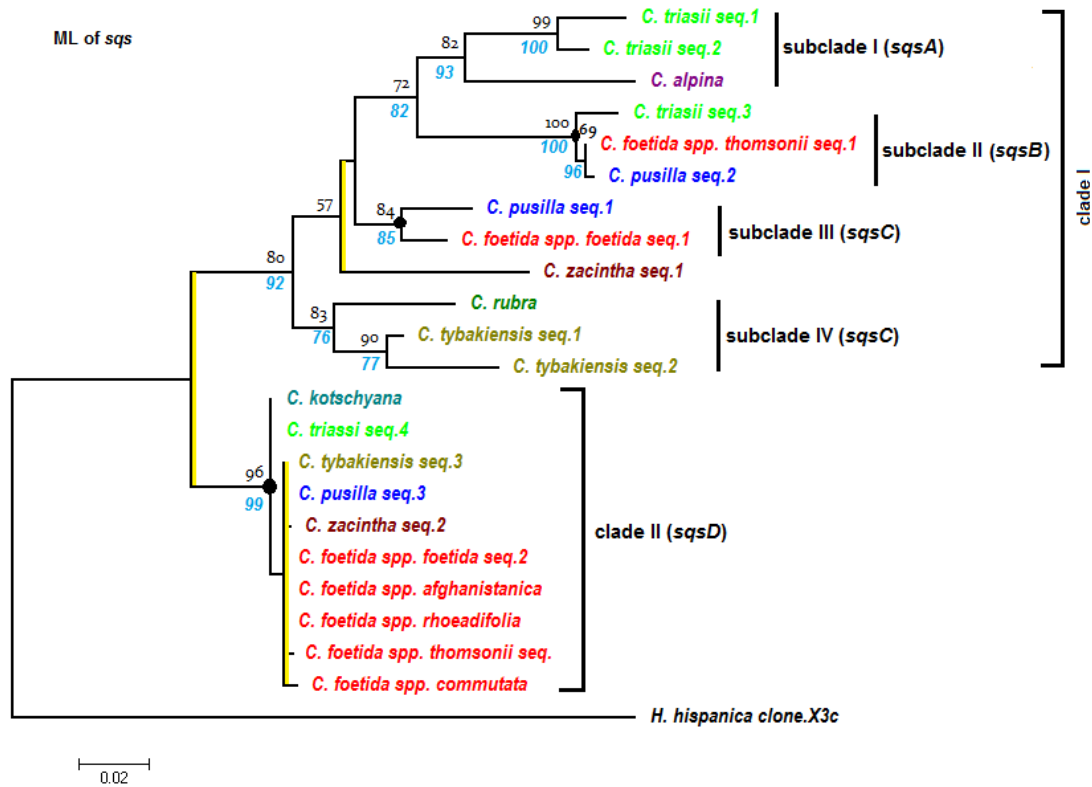 ML of sqs
99
100
C. triasii seq.1
C. triasii seq.2
82
93
C. alpina
subclade I (sqsA)
72
82
C. triasii seq.3
100
100
69
96
C. foetida spp. thomsonii seq.1
C. pusilla seq.2
subclade II (sqsB)
57
84
85
C. pusilla seq.1
C. foetida spp. foetida seq.1
subclade III (sqsC)
C. zacintha seq.1
80
92
83
76
C. rubra
90
77
C. tybakiensis seq.1
C. tybakiensis seq.2
subclade IV (sqsC)
clade I
C. kotschyana
C. triassi seq.4
C. tybakiensis seq.3
96
99
C. pusilla seq.3
C. zacintha seq.2
C. foetida spp. foetida seq.2
C. foetida spp. afghanistanica
C. foetida spp. rhoeadifolia
C. foetida spp. thomsonii seq.
C. foetida spp. commutata
clade II (sqsD)
H. hispanica clone.X3c
0.02